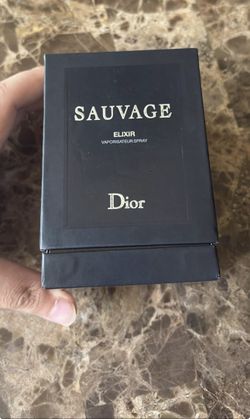 SAUVAGE
ELIXIR
VAPORISATEUR SPRAY
Dior